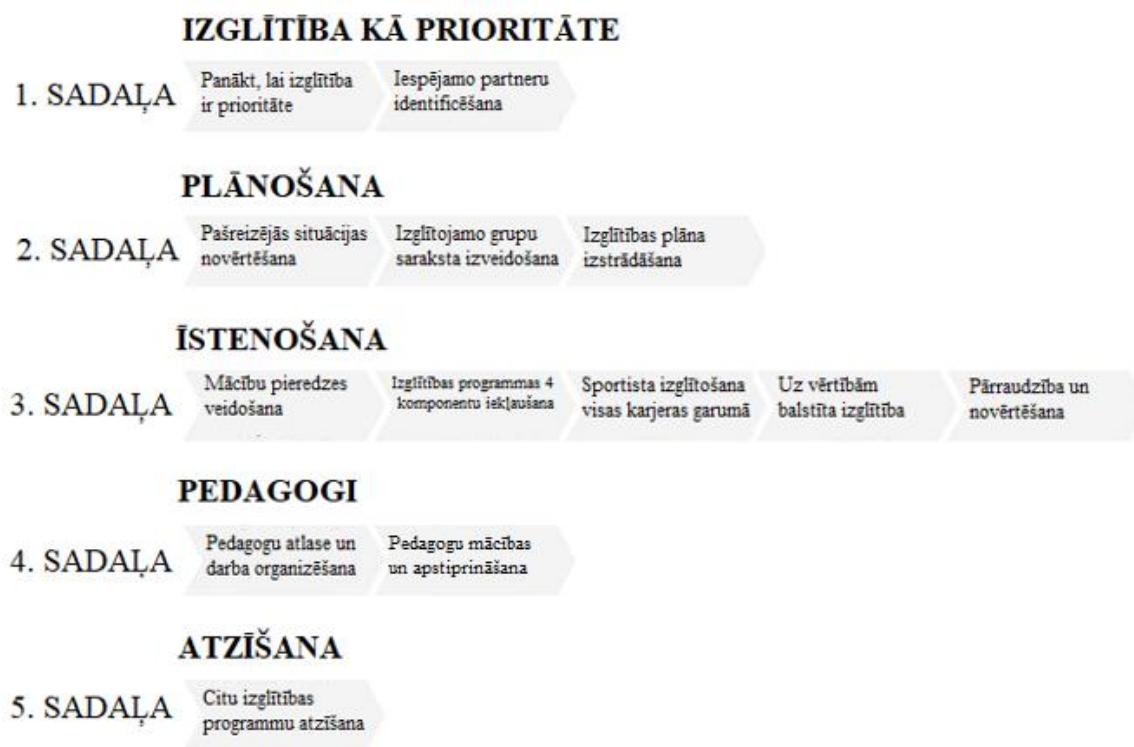 IZGLĪTĪBA KĀ PRIORITĀTE
1. SADAĻA
Panākt, lai izglītība
ir prioritāte
Iespējamo partneru
identificēšana
PLĀNOŠANA
2. SADAĻA
Pašreizējās situācijas
novērtēšana
Izglītojamo grupu
saraksta izveidošana
Izglītības plāna
izstrādāšana
ĪSTENOŠANA
3. SADAĻA
Mācību pieredzes
veidošana
Izglītības programmas 4
komponentu iekļaušana
Sportista izglītošana
visas karjeras garumā
Uz vērtībām
balstīta izglītība
Pārraudzība un
novērtēšana
PEDAGOGI
4. SADAĻA
Pedagogu atlase un
darba organizēšana
Pedagogu mācības
un apstiprināšana
ATZĪŠANA
5. SADAĻA
Citu izglītības
programmu atzīšana